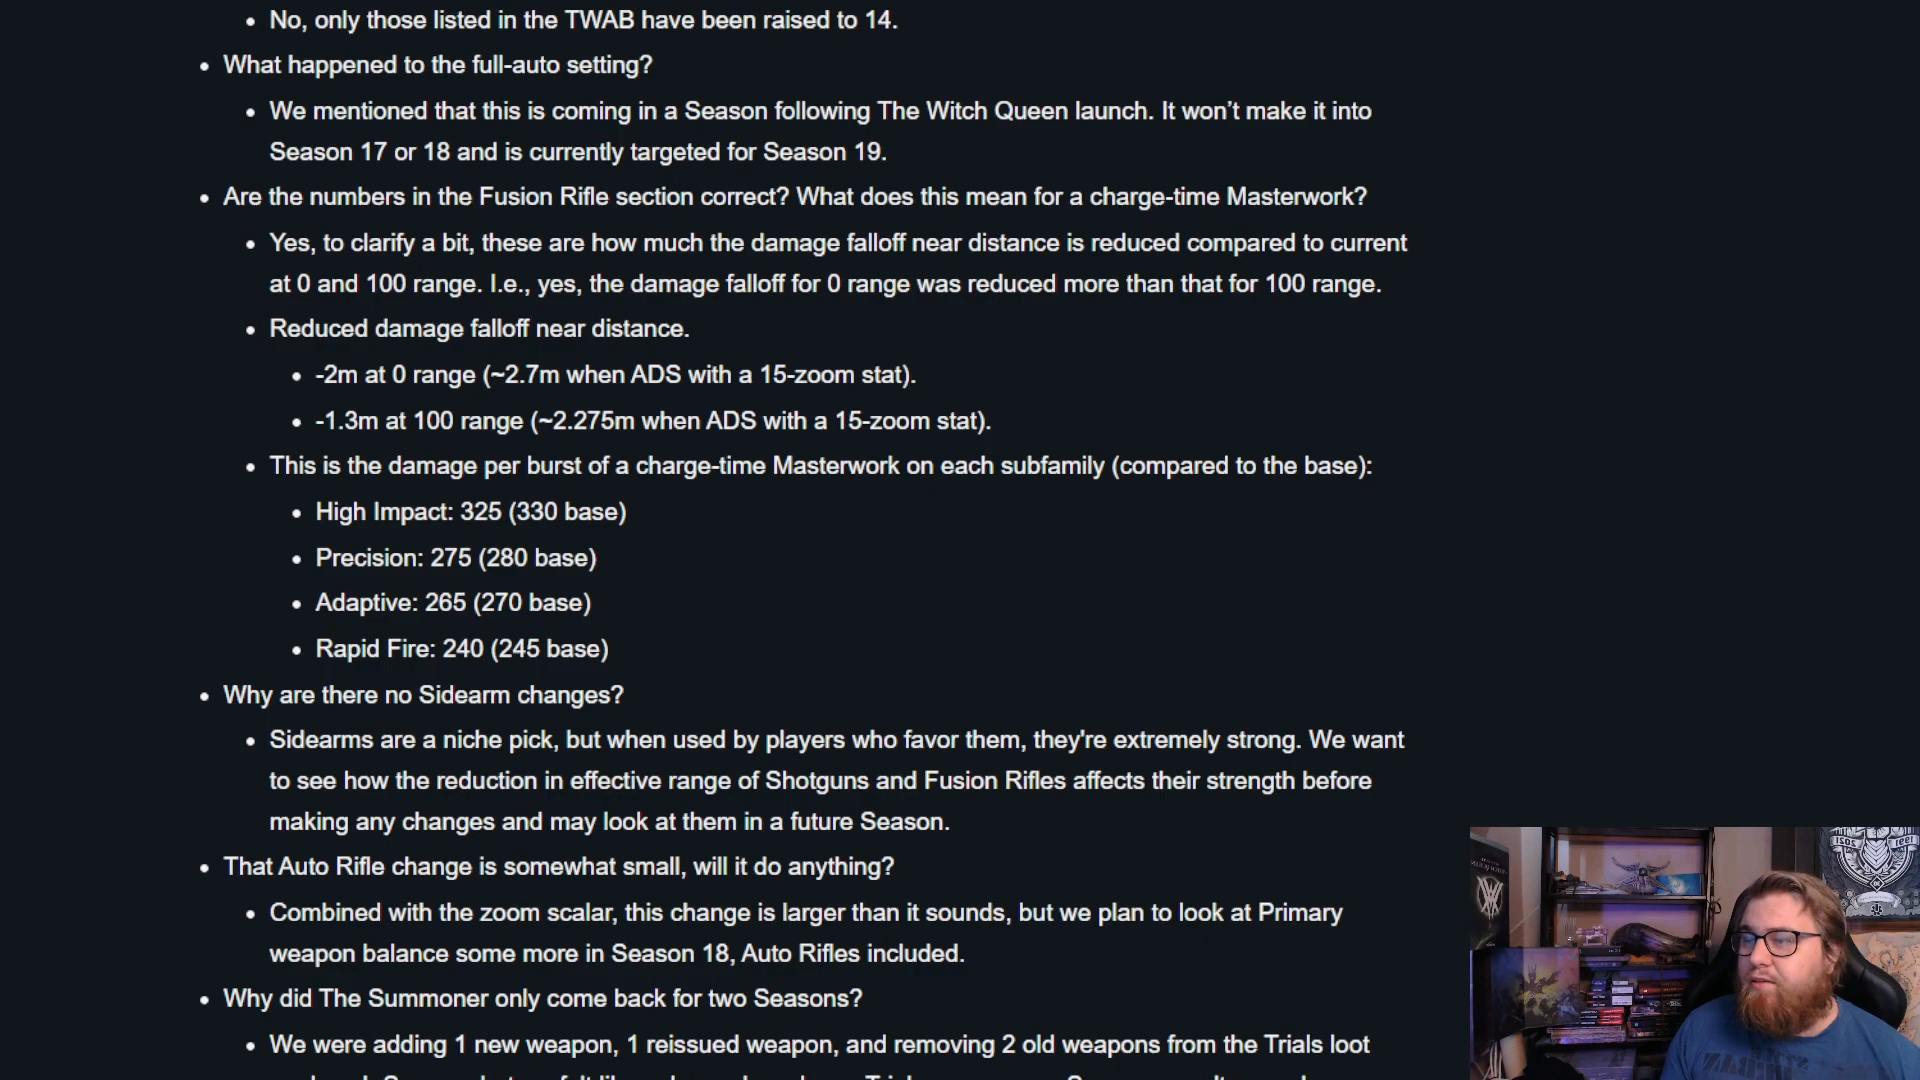 No, only those listed in the TWAB have been raised to 14.
What happened to the full-auto setting?
We mentioned that this is coming in a Season following The Witch Queen launch. It won’t make it into
Season 17 or 18 and is currently targeted for Season 19.
Are the numbers in the Fusion Rifle section correct? What does this mean for a charge-time Masterwork?
Yes, to clarify a bit, these are how much the damage falloff near distance is reduced compared to current
at 0 and 100 range. I.e., yes, the damage falloff for 0 range was reduced more than that for 100 range.
Reduced damage falloff near distance.
-2m at 0 range (~2.7m when ADS with a 15-zoom stat).
-1.3m at 100 range (~2.275m when ADS with a 15-zoom stat).
This is the damage per burst of a charge-time Masterwork on each subfamily (compared to the base):
High Impact: 325 (330 base)
Precision: 275 (280 base)
Adaptive: 265 (270 base)
Rapid Fire: 240 (245 base)
Why are there no Sidearm changes?
Sidearms are a niche pick, but when used by players who favor them, they're extremely strong. We want
to see how the reduction in effective range of Shotguns and Fusion Rifles affects their strength before
making any changes and may look at them in a future Season.
That Auto Rifle change is somewhat small, will it do anything?
Combined with the zoom scalar, this change is larger than it sounds, but we plan to look at Primary
weapon balance some more in Season 18, Auto Rifles included.
Why did The Summoner only come back for two Seasons?
We were adding 1 new weapon, 1 reissued weapon, and removing 2 old weapons from the Trials loot